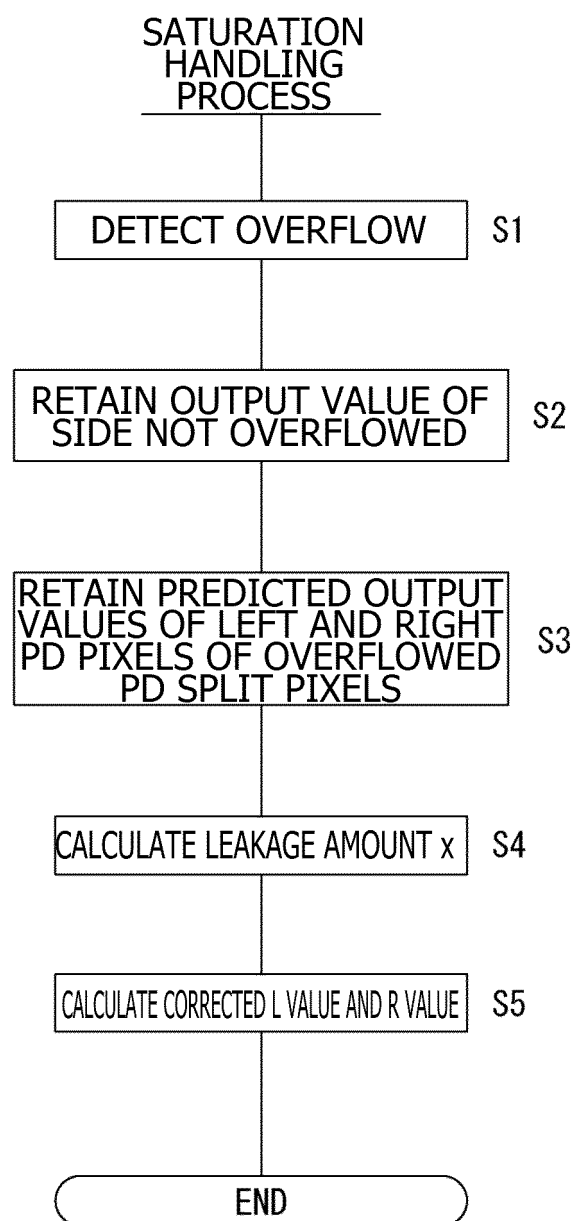 SATURATION
HANDLING
PROCESS
DETECT OVERFLOW
S1
RETAIN OUTPUT VALUE OF
SIDE NOT OVERFLOWED
S2
RETAIN PREDICTED OUTPUT
VALUES OF LEFT AND RIGHT
PD PIXELS OF OVERFLOWED
PD SPLIT PIXELS
S3
CALCULATE LEAKAGE AMOUNT x
S4
CALCULATE CORRECTED L VALUE AND R VALUE
S5
END